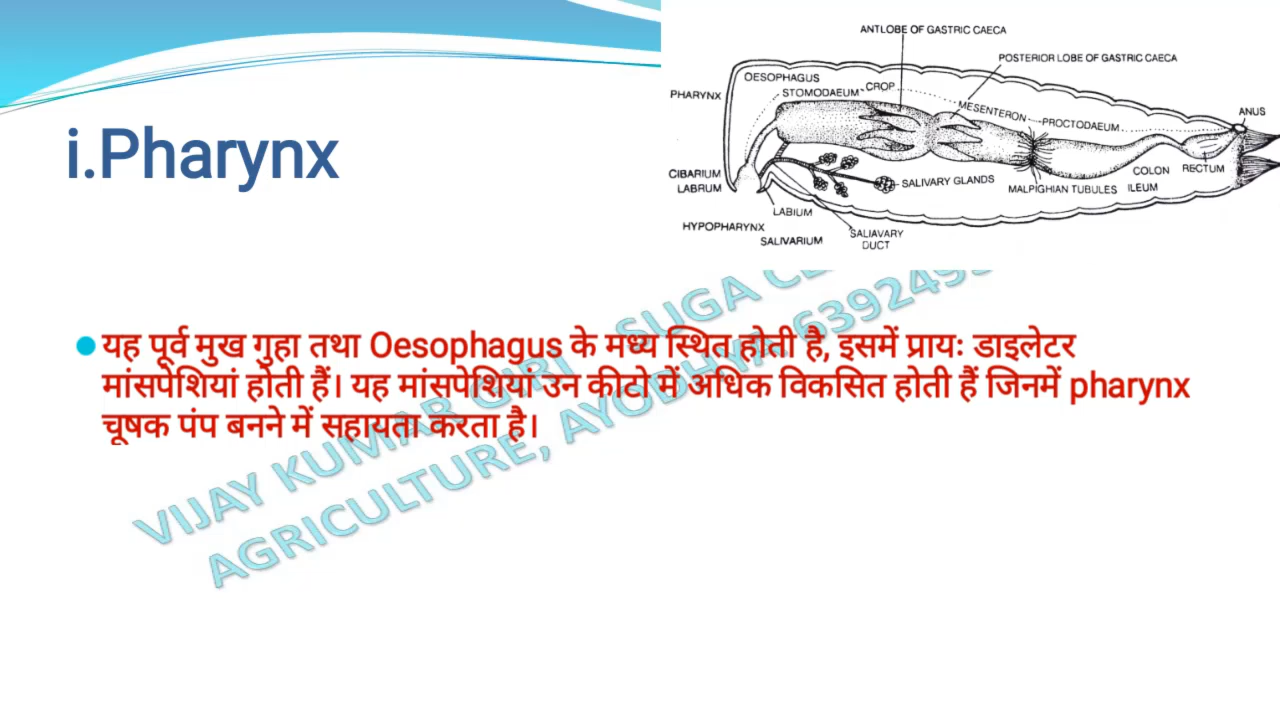 i.Pharynx
ANTLOBE OF GASTRIC CAECA
POSTERIOR LOBE OF GASTRIC CAECA
OESOPHAGUS
STOMODAEUM
CROP
PHARYNX
MESENTERON
PROCTODAEUM
ANUS
CIBARIUM
LABRUM
SALIVARY GLANDS
MALPIGHIAN TUBULES
ILEUM
COLON
RECTUM
LABIUM
HYPOPHARYNX
SALIVARIUM
SALIAVARY
DUCT
यह पूर्व मुख गुहा तथा Oesophagus के मध्य स्थित होती है, इसमें प्रायः डाइलेटर
मांसपेशियां होती हैं। यह मांसपेशियां उन कीटो में अधिक विकसित होती हैं जिनमें pharynx
चूषक पंप बनने में सहायता करता है।
VIJAY KUMAR GIRI SUGA
AGRICULTURE, AYODHYA